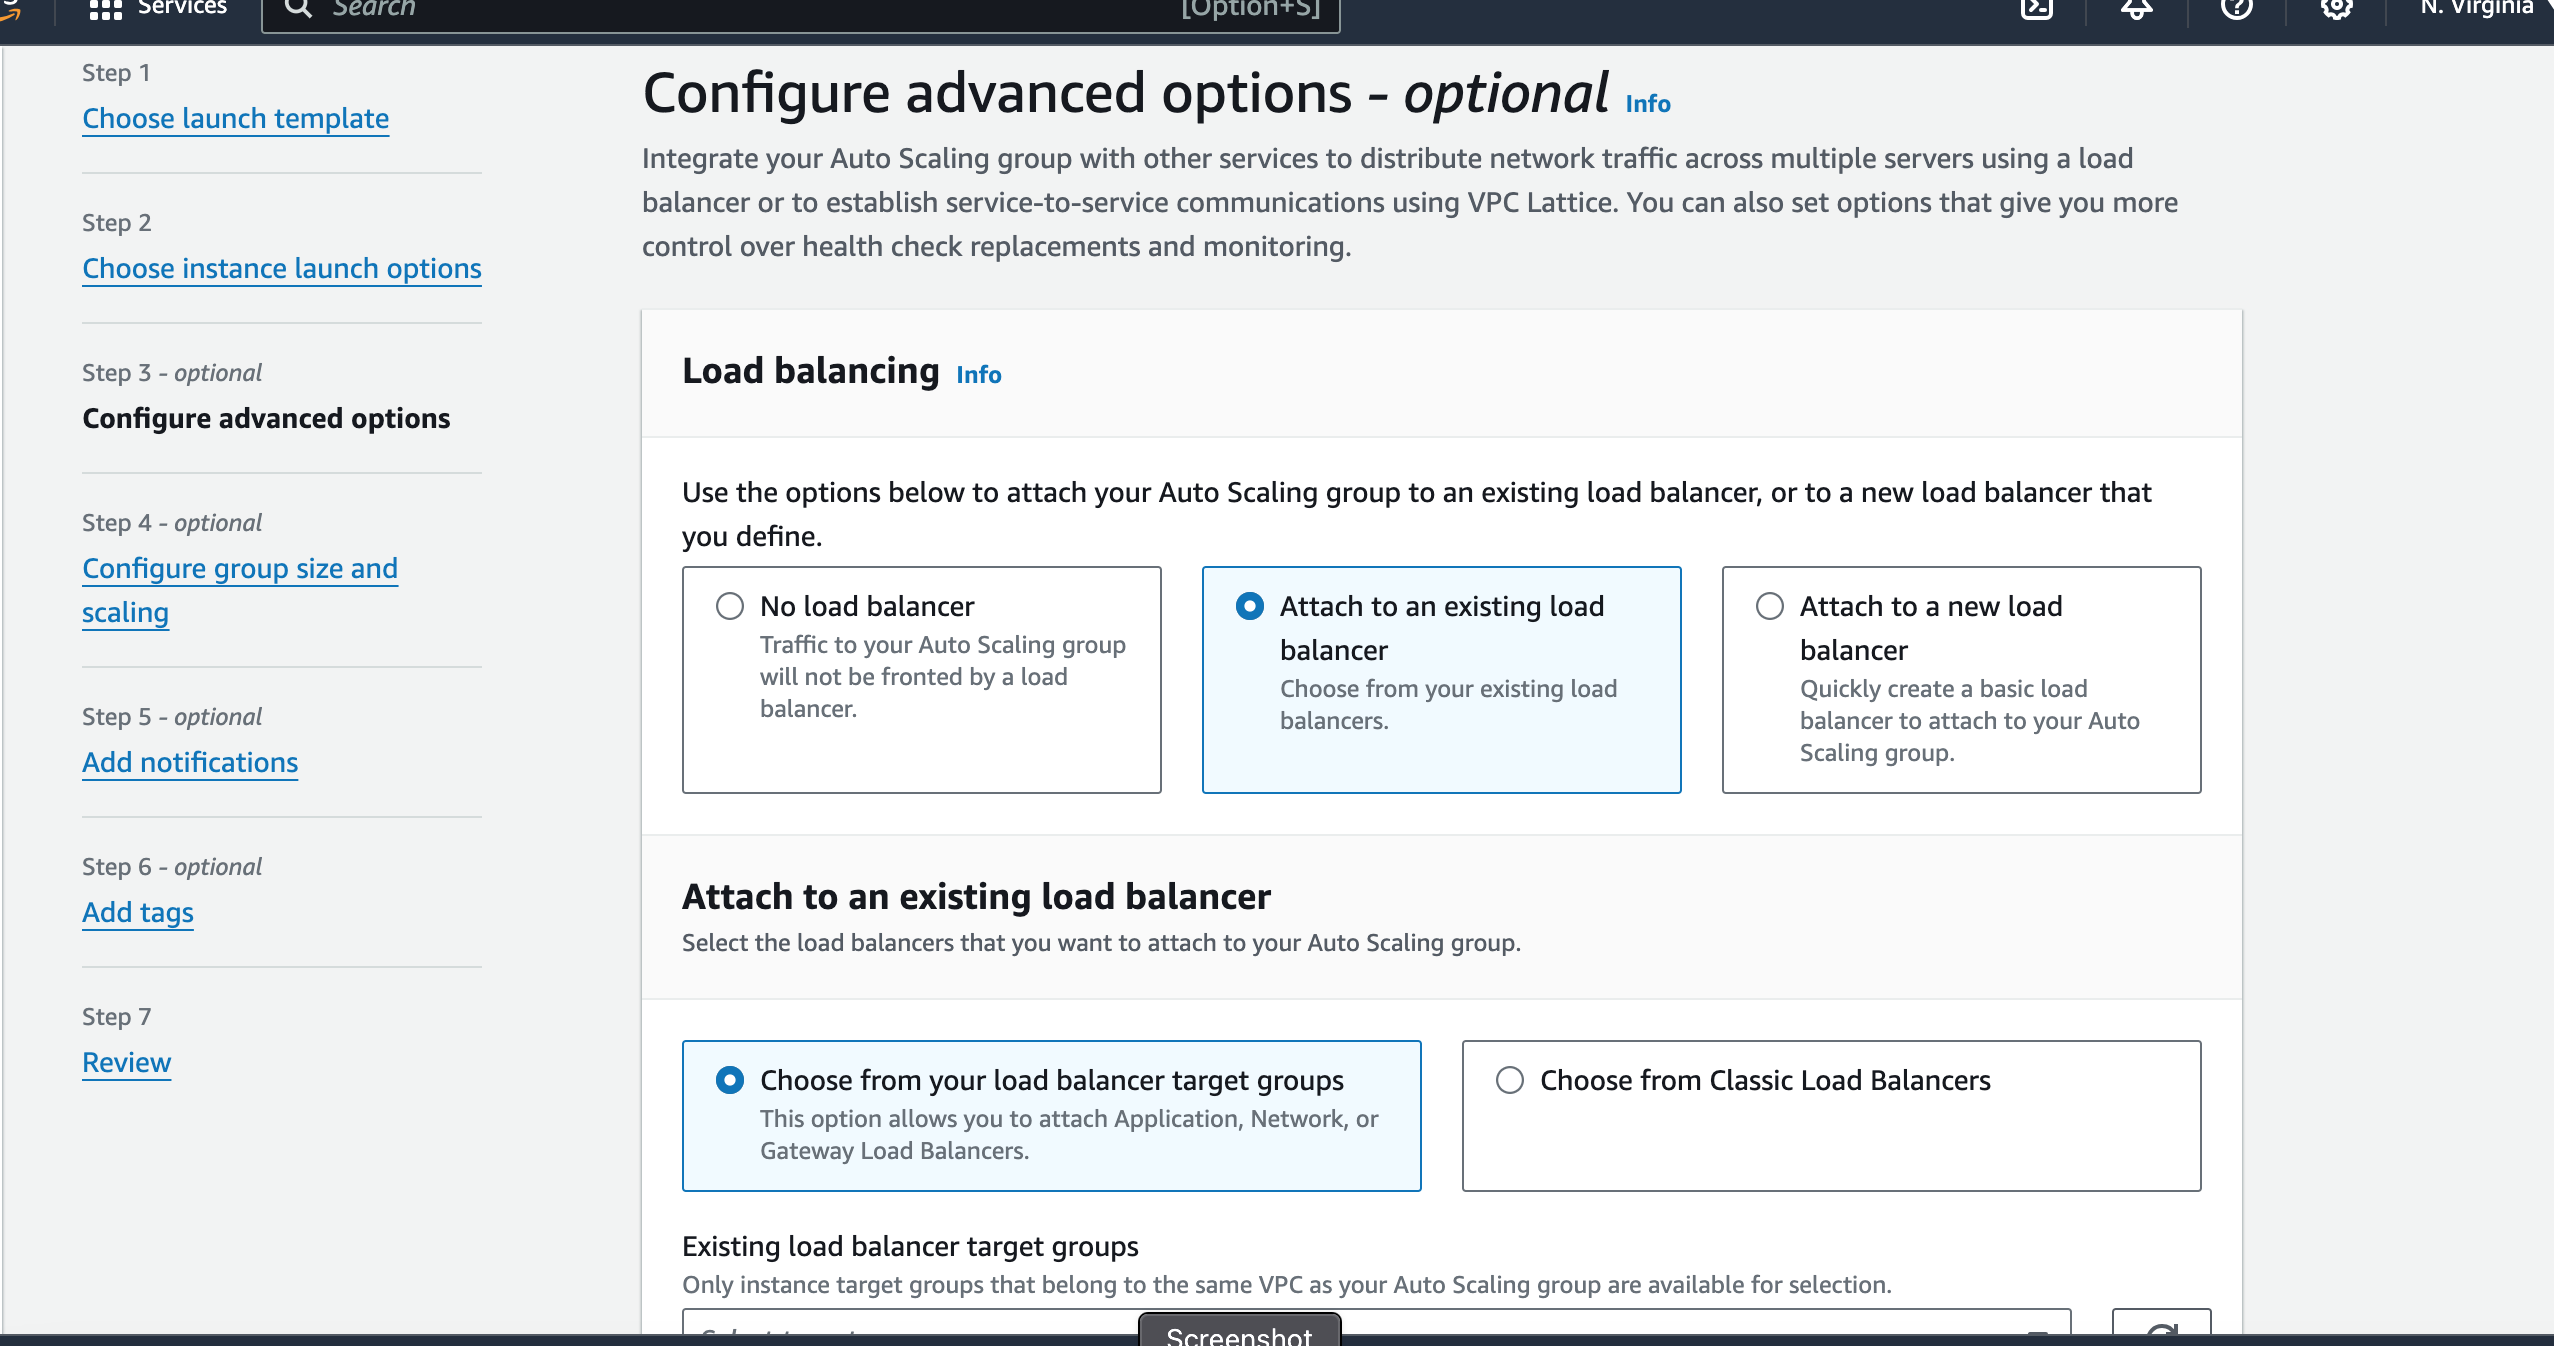 Services
Search
[Option+S]
N. Virginia
Step 1
Choose launch template
Step 2
Choose instance launch options
Step 3 - optional
Configure advanced options
Step 4 - optional
Configure group size and
scaling
Step 5 - optional
Add notifications
Step 6 - optional
Add tags
Step 7
Review
Configure advanced options - optional Info
Integrate your Auto Scaling group with other services to distribute network traffic across multiple servers using a load
balancer or to establish service-to-service communications using VPC Lattice. You can also set options that give you more
control over health check replacements and monitoring.
Load balancing Info
Use the options below to attach your Auto Scaling group to an existing load balancer, or to a new load balancer that
you define.
No load balancer
Traffic to your Auto Scaling group
will not be fronted by a load
balancer.
Attach to an existing load
balancer
Choose from your existing load
balancers.
Attach to a new load
balancer
Quickly create a basic load
balancer to attach to your Auto
Scaling group.
Attach to an existing load balancer
Select the load balancers that you want to attach to your Auto Scaling group.
Choose from your load balancer target groups
This option allows you to attach Application, Network, or
Gateway Load Balancers.
Choose from Classic Load Balancers
Existing load balancer target groups
Only instance target groups that belong to the same VPC as your Auto Scaling group are available for selection.
Screenshot